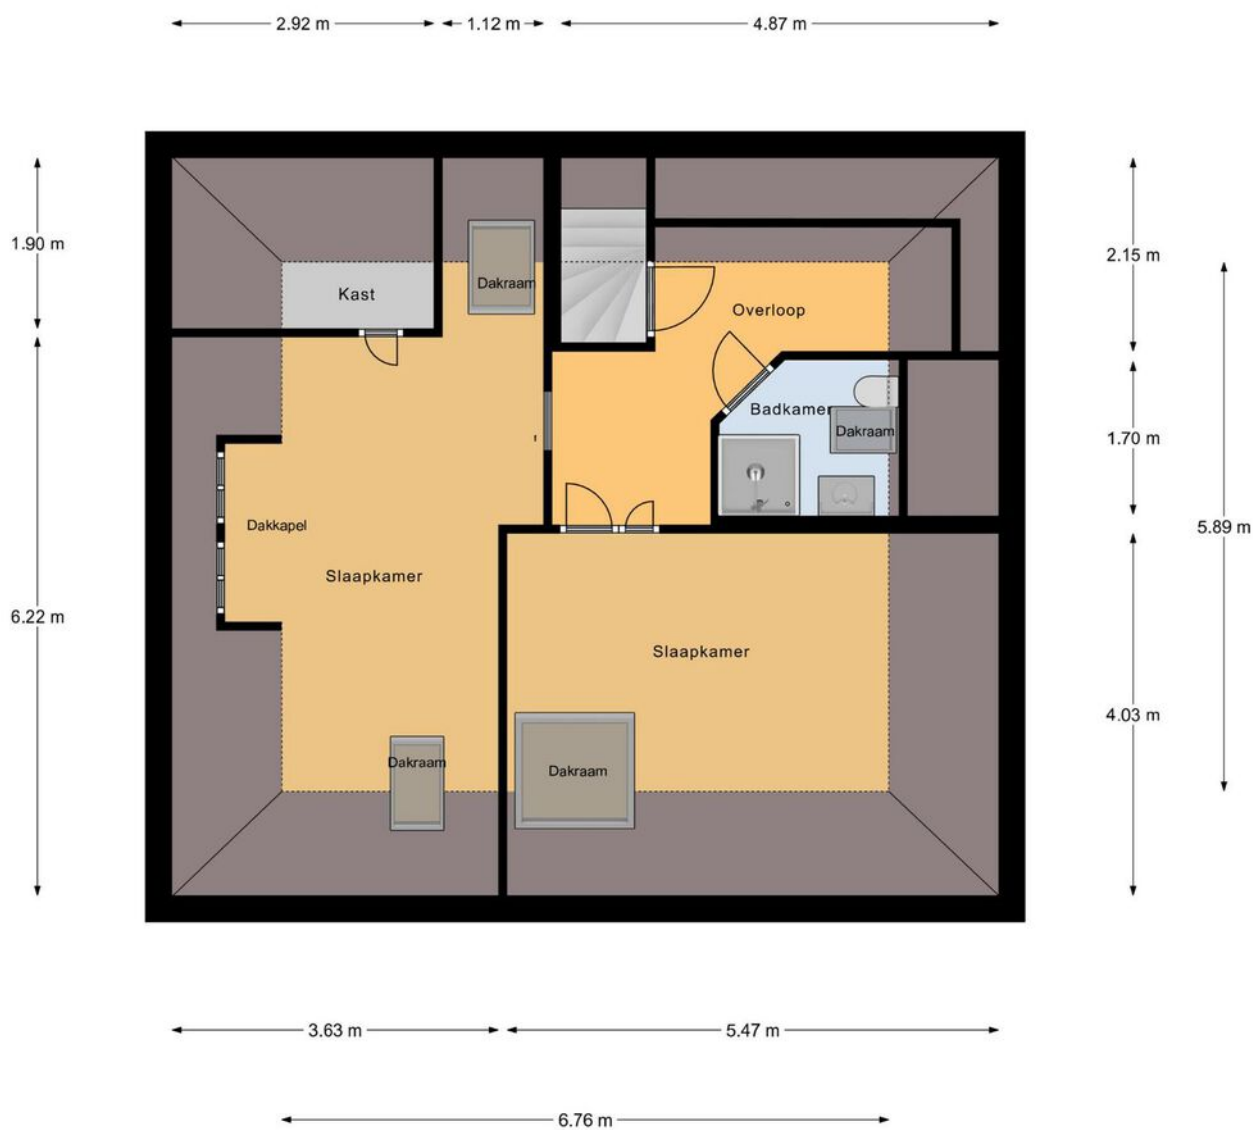 2.92 m
1.12 m
4.87 m
1.90 m
2.15 m
Dakraam
Kast
Overloop
Badkamer
Dakraam
1.70 m
5.89 m
Dakkapel
Slaapkamer
6.22 m
Slaapkamer
4.03 m
Dakraam
Dakraam
3.63 m
5.47 m
6.76 m